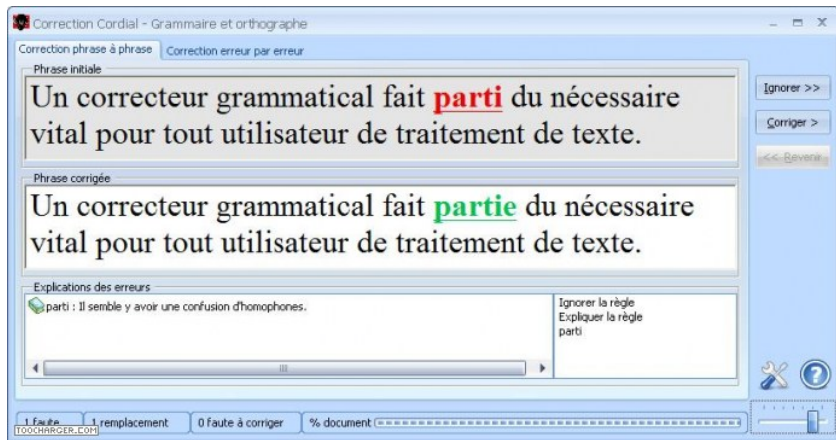 Correction Cordial - Grammaire et orthographe
Correction phrase à phrase Correction erreur par erreur
Phrase initiale
Un correcteur grammatical fait parti du nécessaire
vital pour tout utilisateur de traitement de texte.
Ignorer >>
Corriger >
<< Revenir
Phrase corrigée
Un correcteur grammatical fait partie du nécessaire
vital pour tout utilisateur de traitement de texte.
Explications des erreurs
parti : Il semble y avoir une confusion d'homophones.
Ignorer la règle
Expliquer la règle
parti
1 faute 1 remplacement 0 faute à corriger % document
TOOCHARGER.COM